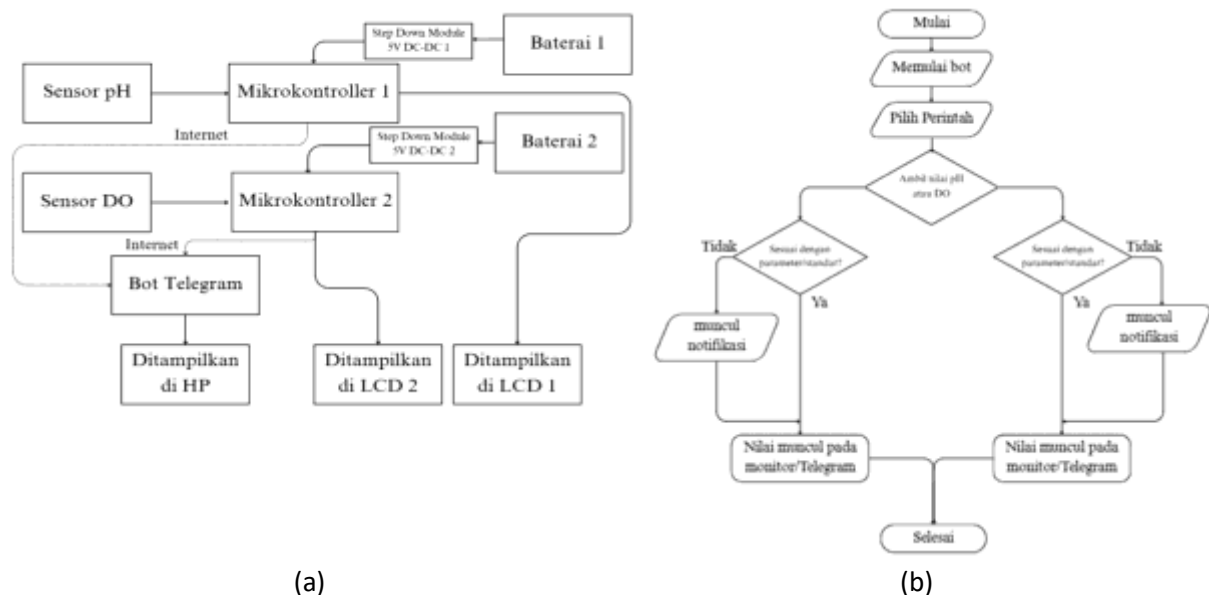 Step Down Module
5V DC-DC 1
Baterai 1
Sensor pH
Mikrokontroller 1
Internet
Step Down Module
5V DC-DC 2
Baterai 2
Sensor DO
Mikrokontroller 2
Internet
Bot Telegram
Ditampilkan
di HP
Ditampilkan
di LCD 2
Ditampilkan
di LCD 1
(a)
Mulai
Memulai bot
Pilih Perintah
Ambil nilai pH
atau DO
Tidak
Sesuai dengan
parameter/standar?
Ya
muncul
notifikasi
Nilai muncul pada
monitor/Telegram
Sesuai dengan
parameter/standar?
Tidak
Ya
muncul
notifikasi
Nilai muncul pada
monitor/Telegram
Selesai
(b)